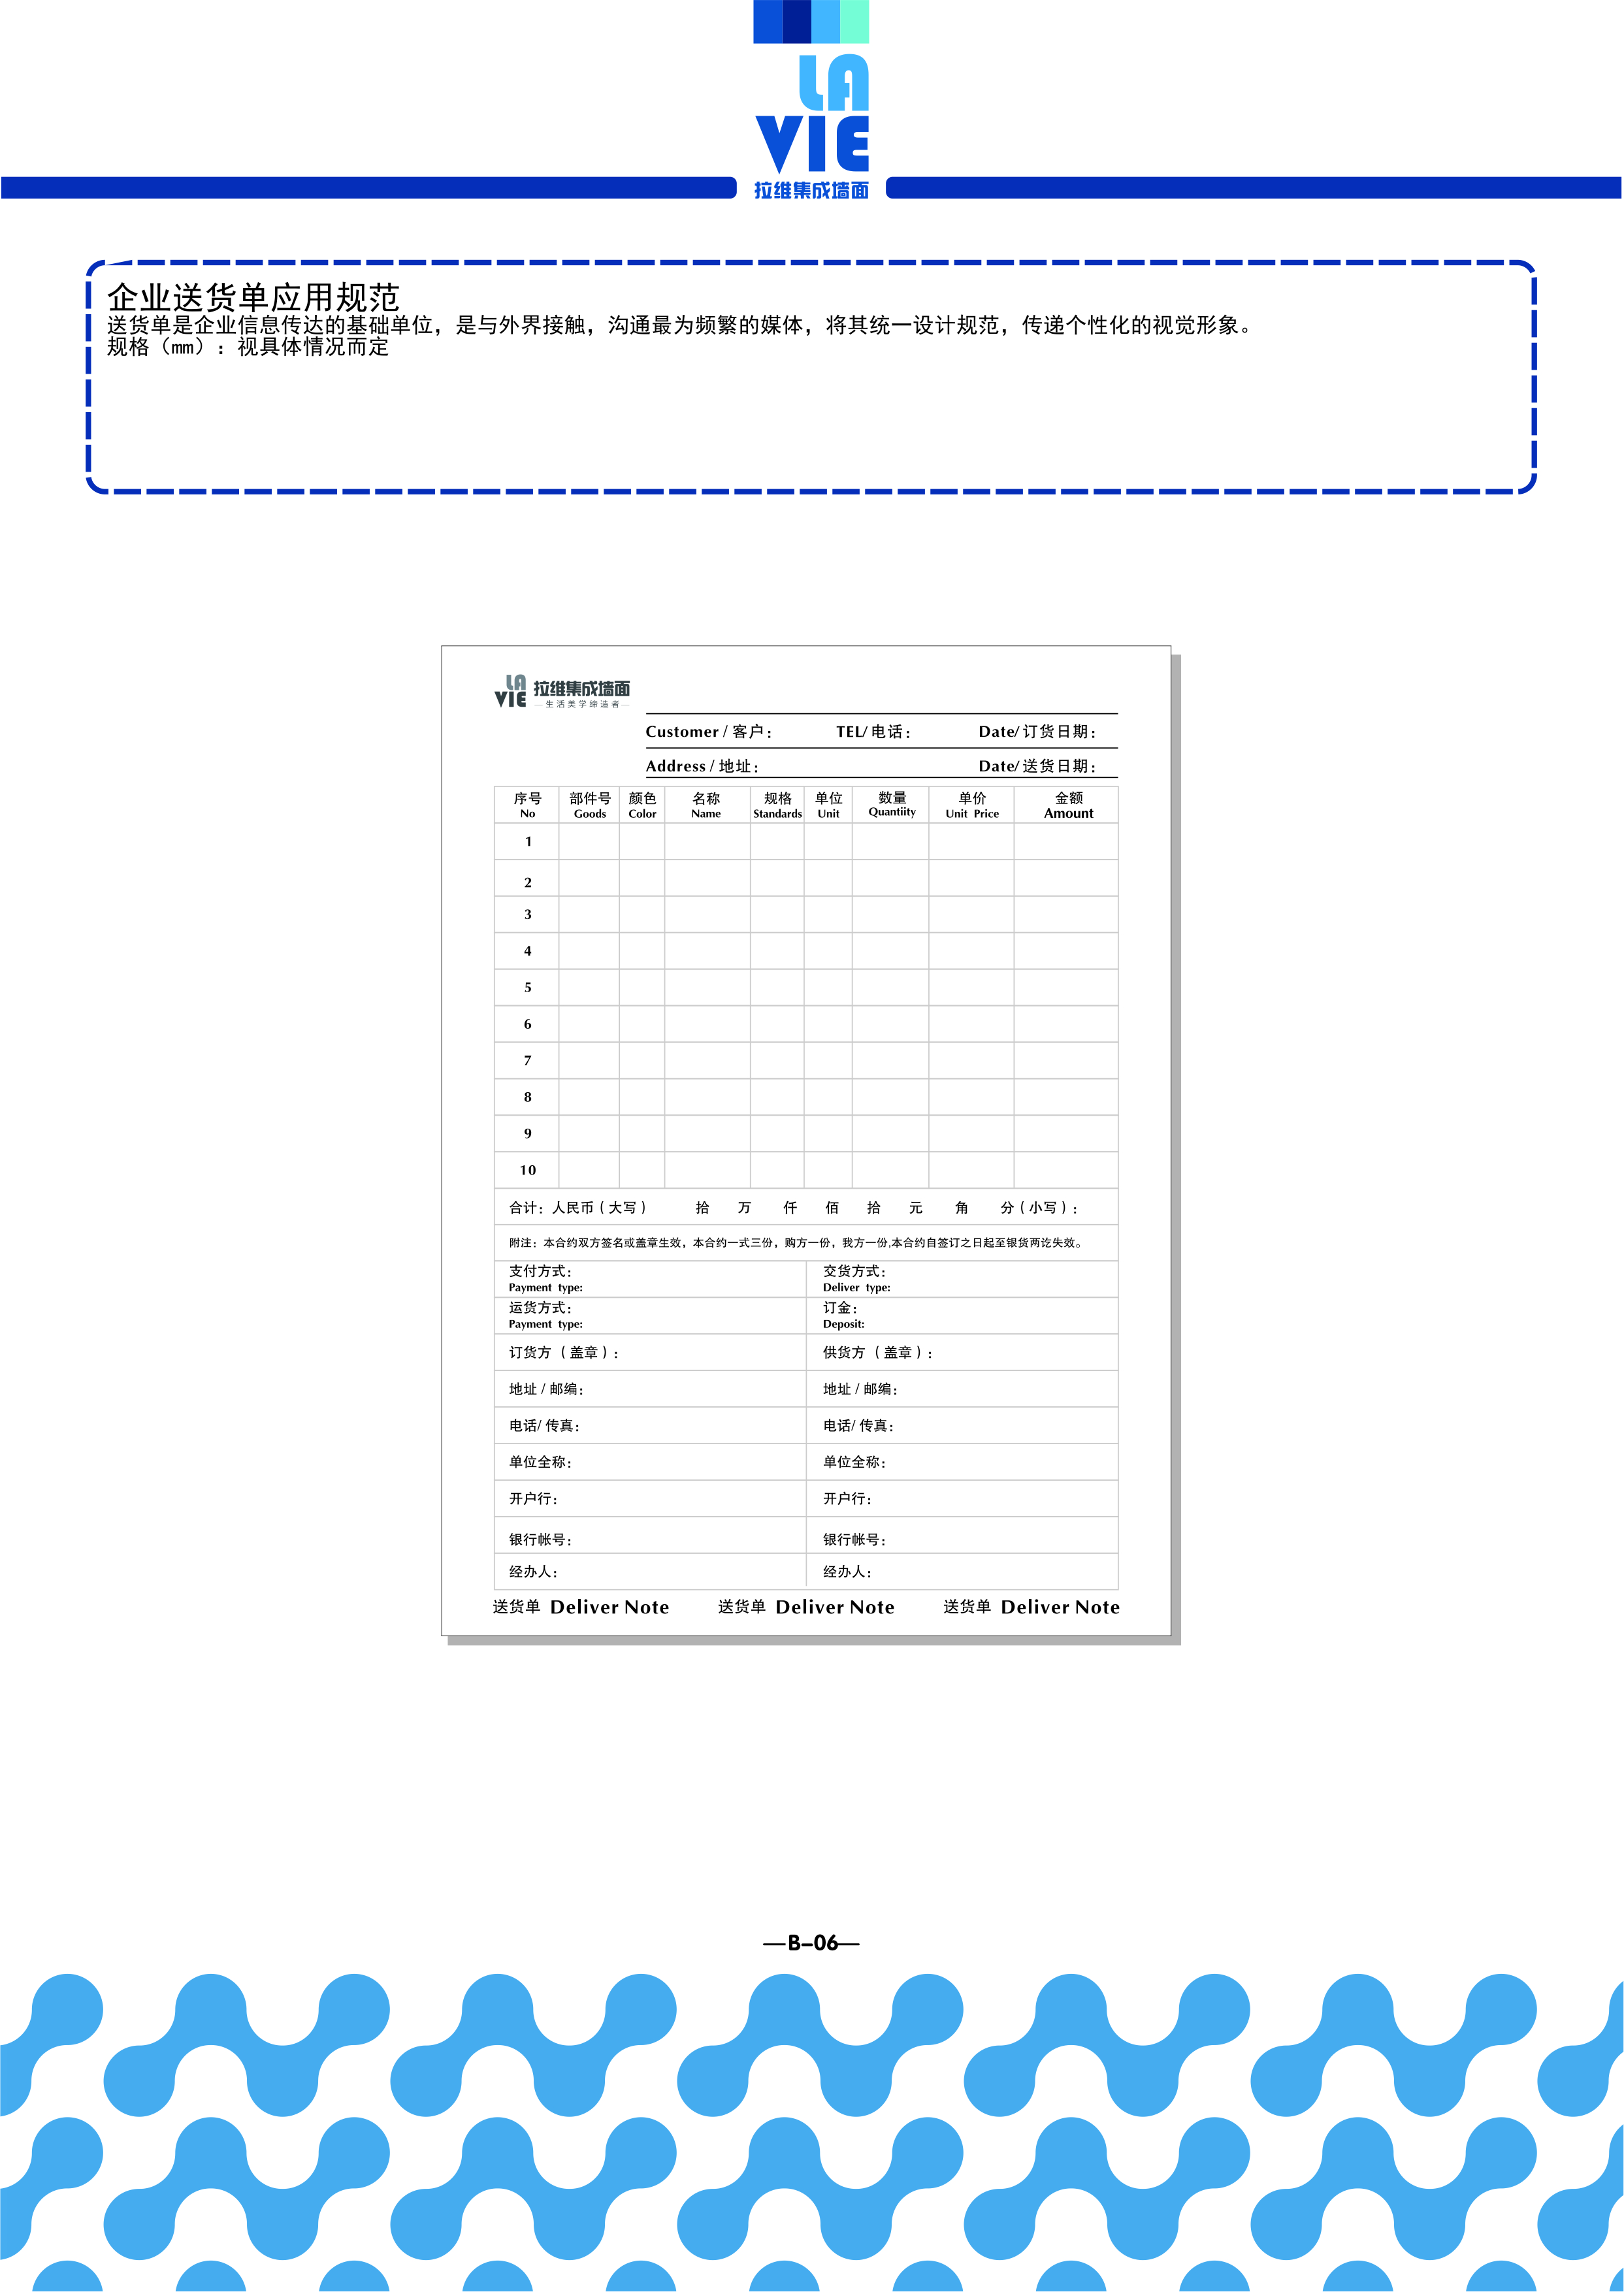 LA
VIE
拉维集成墙面
企业送货单应用规范
送货单是企业信息传达的基础单位，是与外界接触，沟通最为频繁的媒体，将其统一设计规范，传递个性化的视觉形象。
规格（mm）：视具体情况而定
LA
VIE 拉维集成墙面
—生活美学缔造者—
Customer / 客户： TEL/ 电话： Date/ 订货日期：
Address / 地址： Date/ 送货日期：
序号 部件号 颜色 名称 规格 单位 数量 单价 金额
No Goods Color Name Standards Unit Quantiity Unit Price Amount
1
2
3
4
5
6
7
8
9
10
合计：人民币（大写） 拾 万 仟 佰 拾 元 角 分（小写）：
附注：本合约双方签名或盖章生效，本合约一式三份，购方一份，我方一份,本合约自签订之日起至银货两讫失效。
支付方式： 交货方式：
Payment type: Deliver type:
运货方式： 订金：
Payment type: Deposit:
订货方（盖章）： 供货方（盖章）：
地址 / 邮编： 地址 / 邮编：
电话/ 传真： 电话/ 传真：
单位全称： 单位全称：
开户行： 开户行：
银行帐号： 银行帐号：
经办人： 经办人：
送货单 Deliver Note 送货单 Deliver Note 送货单 Deliver Note
—B-06—